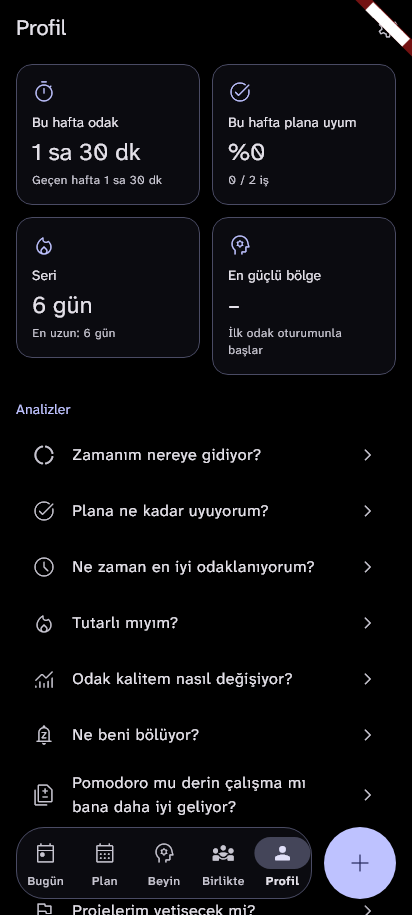 Profil
Bu hafta odak
1 sa 30 dk
Geçen hafta 1 sa 30 dk
Bu hafta plana uyum
%0
0 / 2 iş
Seri
6 gün
En uzun: 6 gün
En güçlü bölge
–
İlk odak oturumunla
başlar
Analizler
Zamanım nereye gidiyor?
Plana ne kadar uyuyorum?
Ne zaman en iyi odaklanıyorum?
Tutarlı mıyım?
Odak kalitem nasıl değişiyor?
Ne beni bölüyor?
Pomodoro mu derin çalışma mı
bana daha iyi geliyor?
Bugün
Plan
Beyin
Birlikte
Profil
Projelerim yetişecek mi?